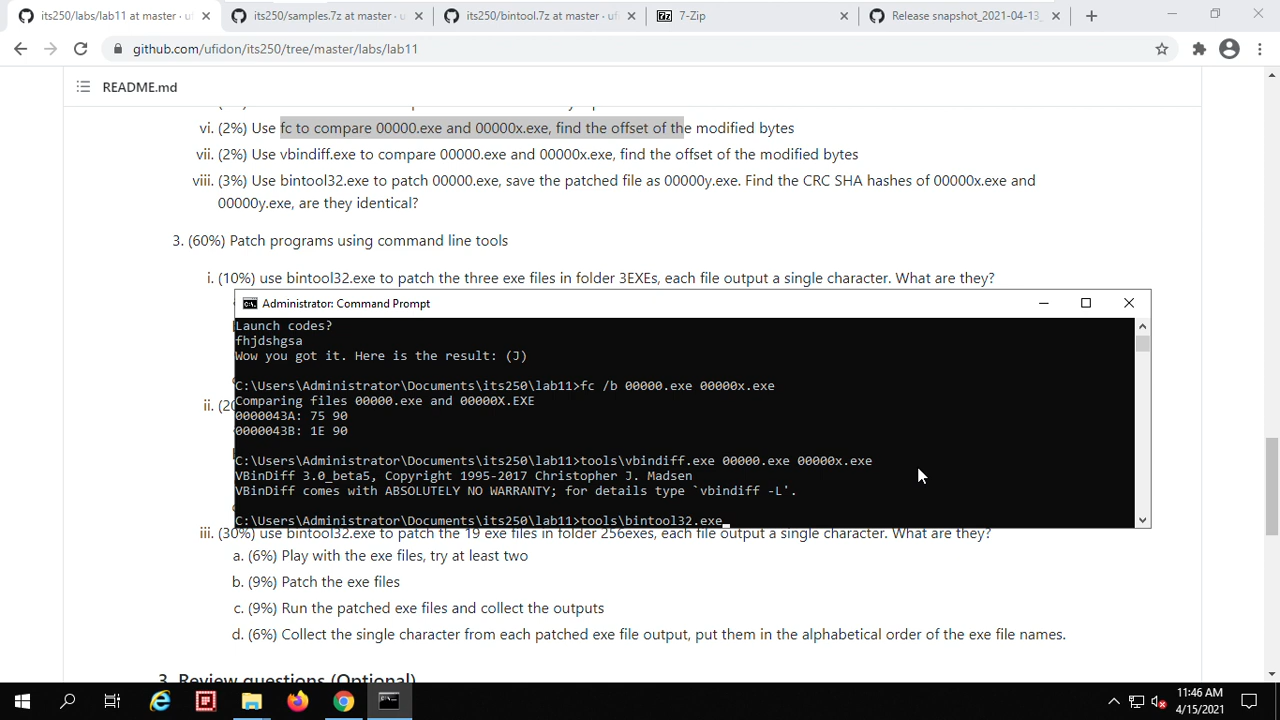 its250/labs/lab11 at master · u
its250/samples.7z at master · u
its250/bintool.7z at master · uf
7-Zip
Release snapshot_2021-04-13_
github.com/ufidon/its250/tree/master/labs/lab11
README.md
vi. (2%) Use fc to compare 00000.exe and 00000x.exe, find the offset of the modified bytes
vii. (2%) Use vbindiff.exe to compare 00000.exe and 00000x.exe, find the offset of the modified bytes
viii. (3%) Use bintool32.exe to patch 00000.exe, save the patched file as 00000y.exe. Find the CRC SHA hashes of 00000x.exe and
00000y.exe, are they identical?
3. (60%) Patch programs using command line tools
i. (10%) use bintool32.exe to patch the three exe files in folder 3EXEs, each file output a single character. What are they?
Administrator: Command Prompt
Launch codes?
fhjdshgsa
Wow you got it. Here is the result: (J)
C:\Users\Administrator\Documents\its250\lab11>fc /b 00000.exe 00000x.exe
Comparing files 00000.exe and 00000X.EXE
0000043A: 75 90
0000043B: 1E 90
C:\Users\Administrator\Documents\its250\lab11>tools\vbindiff.exe 00000.exe 00000x.exe
VBinDiff 3.0_beta5, Copyright 1995-2017 Christopher J. Madsen
VBinDiff comes with ABSOLUTELY NO WARRANTY; for details type `vbindiff -L'.
C:\Users\Administrator\Documents\its250\lab11>tools\bintool32.exe
ii. (20
iii. (30%) use bintool32.exe to patch the 19 exe files in folder 256exes, each file output a single character. What are they?
a. (6%) Play with the exe files, try at least two
b. (9%) Patch the exe files
c. (9%) Run the patched exe files and collect the outputs
d. (6%) Collect the single character from each patched exe file output, put them in the alphabetical order of the exe file names.
3. Review questions (Optional)
11:46 AM
4/15/2021